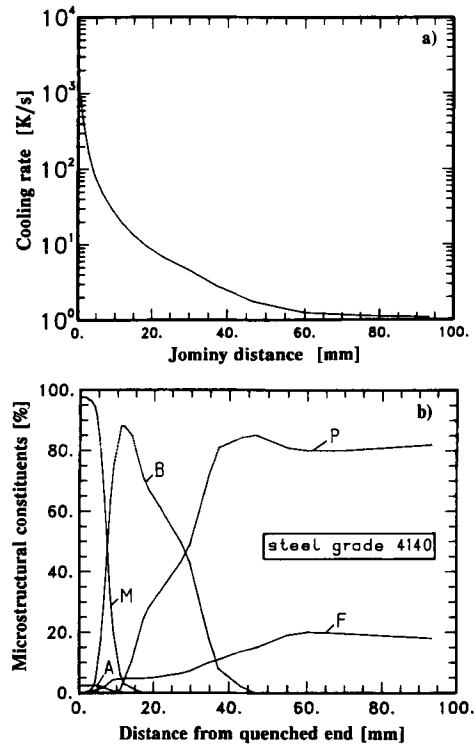 a)
10⁴
10³
10²
10¹
10⁰
Cooling rate [K/s]
0. 20. 40. 60. 80. 100.
Jominy distance [mm]
b)
80.
60.
40.
20.
0.
Microstructural constituents [%]
B
P
M
A
F
steel grade 4140
0. 20. 40. 60. 80. 100.
Distance from quenched end [mm]